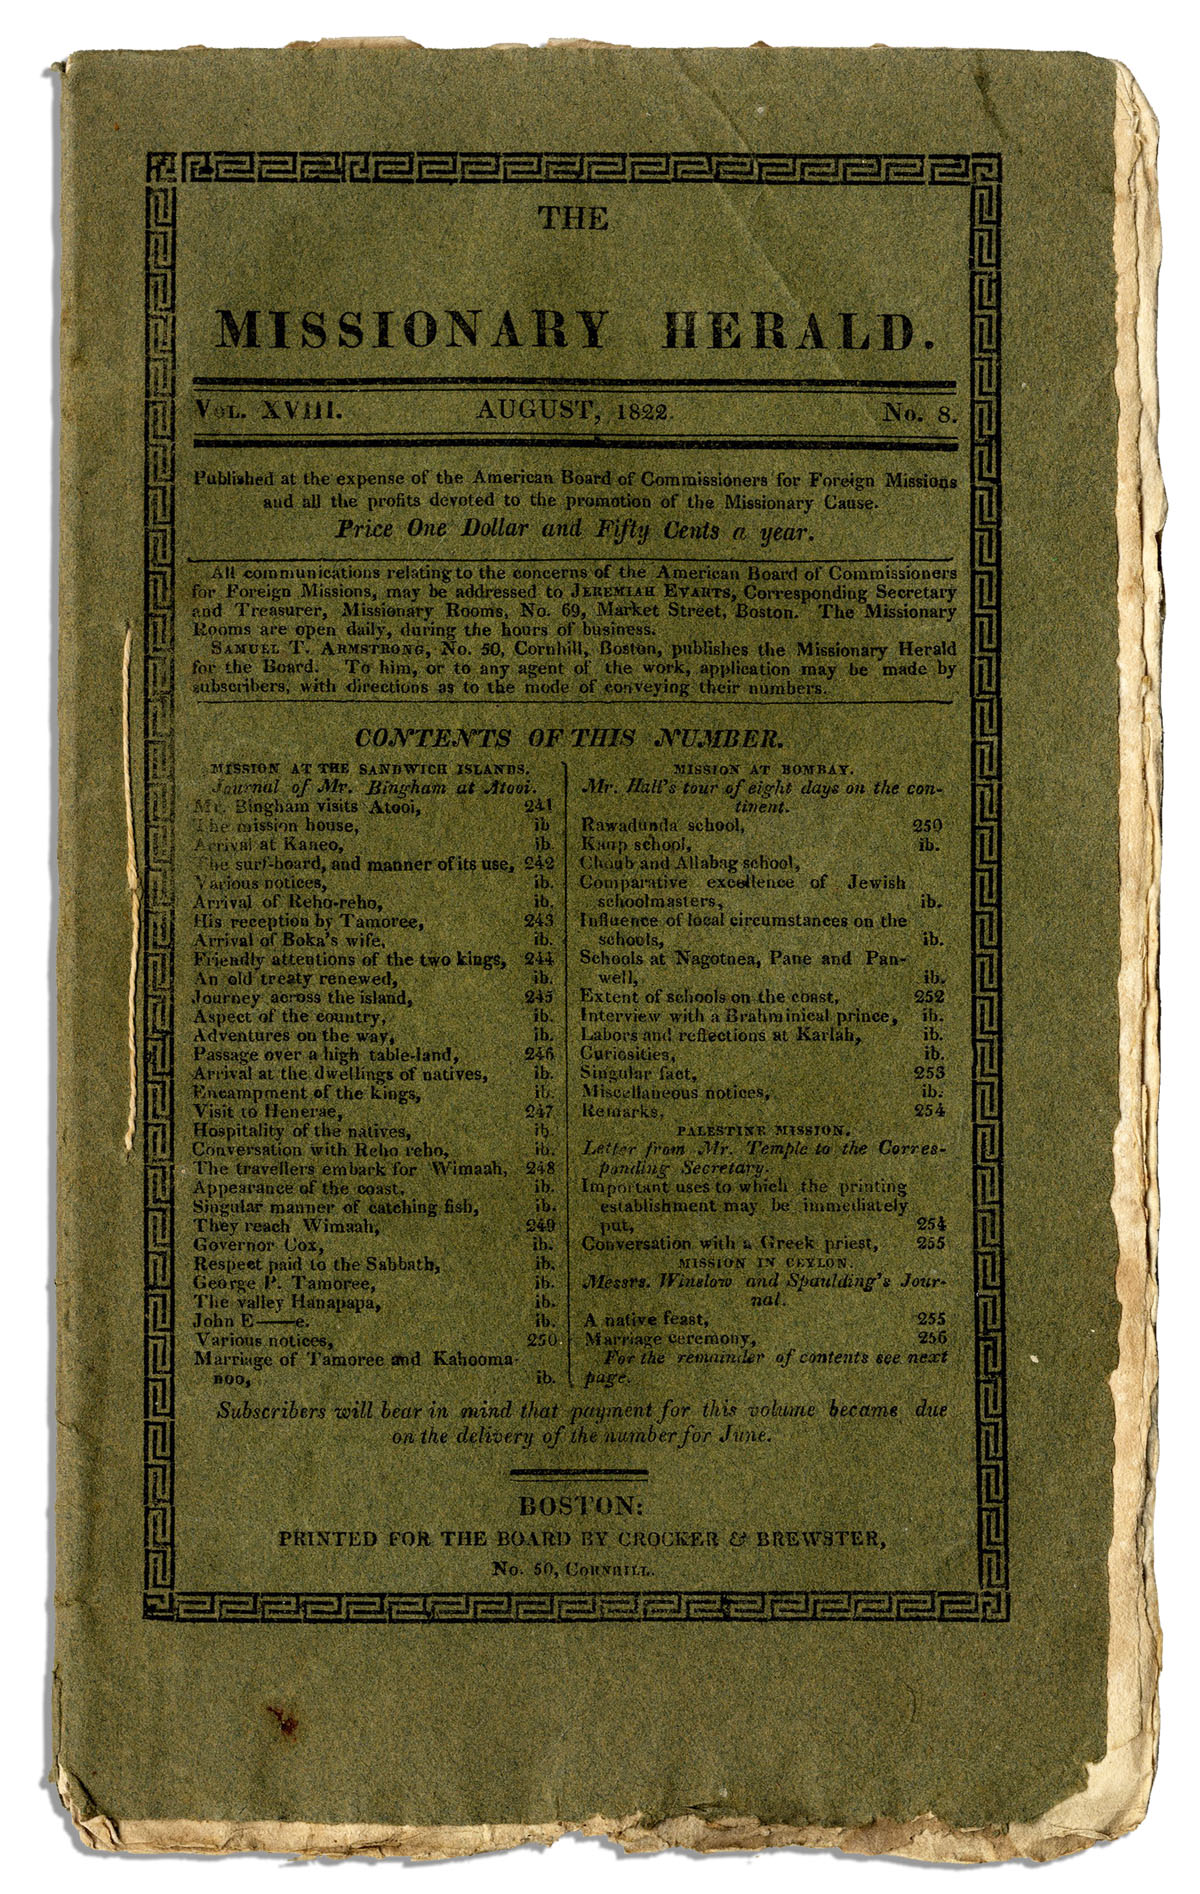 THE
MISSIONARY HERALD.
VOL. XVIII. AUGUST, 1822. No. 8.
Published at the expense of the American Board of Commissioners for Foreign Missions
and all the profits devoted to the promotion of the Missionary Cause.
Price One Dollar and Fifty Cents a year.
All communications relating to the concerns of the American Board of Commissioners
for Foreign Missions, may be addressed to JEREMIAH EVARTS, Corresponding Secretary
and Treasurer, Missionary Rooms, No. 69, Market Street, Boston. The Missionary
Rooms are open daily, during the hours of business.
SAMUEL T. ARMSTRONG, No. 50, Cornhill, Boston, publishes the Missionary Herald
for the Board. To him, or to any agent of the work, application may be made by
subscribers, with directions as to the mode of conveying their numbers.
CONTENTS OF THIS NUMBER.
MISSION AT THE SANDWICH ISLANDS.
Journal of Mr. Bingham at Atooi.
Mr. Bingham visits Atooi, 241
The mission house, ib
Arrival at Kaneo, ib.
The surf-board, and manner of its use, 242
Various notices, ib.
Arrival of Reho-reho, ib.
His reception by Tamoree, 243
Arrival of Boka's wife, ib.
Friendly attentions of the two kings, 244
An old treaty renewed, ib.
Journey across the island, 245
Aspect of the country, ib.
Adventures on the way, ib.
Passage over a high table-land, 246
Arrival at the dwellings of natives, ib.
Encampment of the kings, ib.
Visit to Henerae, 247
Hospitality of the natives, ib.
Conversation with Reho reho, ib.
The travellers embark for Wimaah, 248
Appearance of the coast, ib.
Singular manner of catching fish, ib.
They reach Wimaah, 249
Governor Cox, ib.
Respect paid to the Sabbath, ib.
George P. Tamoree, ib.
The valley Hanapapa, ib.
John E——e. ib.
Various notices, 250
Marriage of Tamoree and Kahooma-
noo, ib.
MISSION AT BOMBAY.
Mr. Hall's tour of eight days on the con-
tinent.
Rawadunda school, 250
Kaup school, ib.
Choub and Allabag school,
Comparative excellence of Jewish
schoolmasters, ib.
Influence of local circumstances on the
schools, ib.
Schools at Nagotnea, Pane and Pan-
well, ib.
Extent of schools on the coast, 252
Interview with a Brahminical prince, ib.
Labors and reflections at Karlah, ib.
Curiosities, ib.
Singular fact, 253
Miscellaneous notices, ib.
Remarks, 254
PALESTINE MISSION.
Letter from Mr. Temple to the Corres-
ponding Secretary.
Important uses to which the printing
establishment may be immediately
put, 254
Conversation with a Greek priest, 255
MISSION IN CEYLON.
Messrs. Winslow and Spaulding's Jour-
nal.
A native feast, 255
Marriage ceremony, 256
For the remainder of contents see next
page.
Subscribers will bear in mind that payment for this volume became due
on the delivery of the number for June.
BOSTON:
PRINTED FOR THE BOARD BY CROCKER & BREWSTER,
No. 50, CORNHILL.